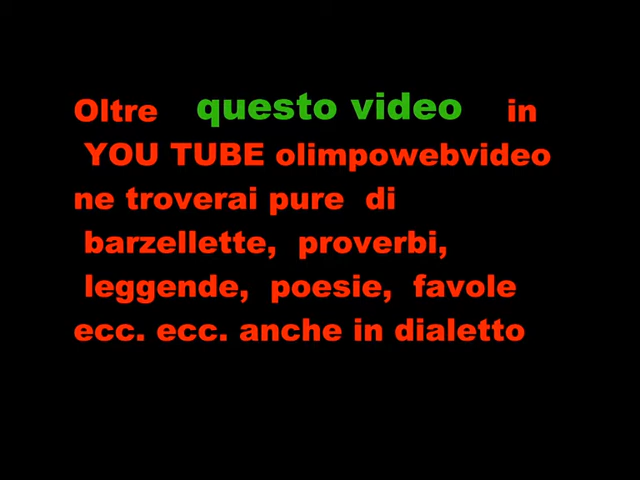 Oltre questo video in
YOU TUBE olimpowebvideo
ne troverai pure di
barzellette, proverbi,
leggende, poesie, favole
ecc. ecc. anche in dialetto